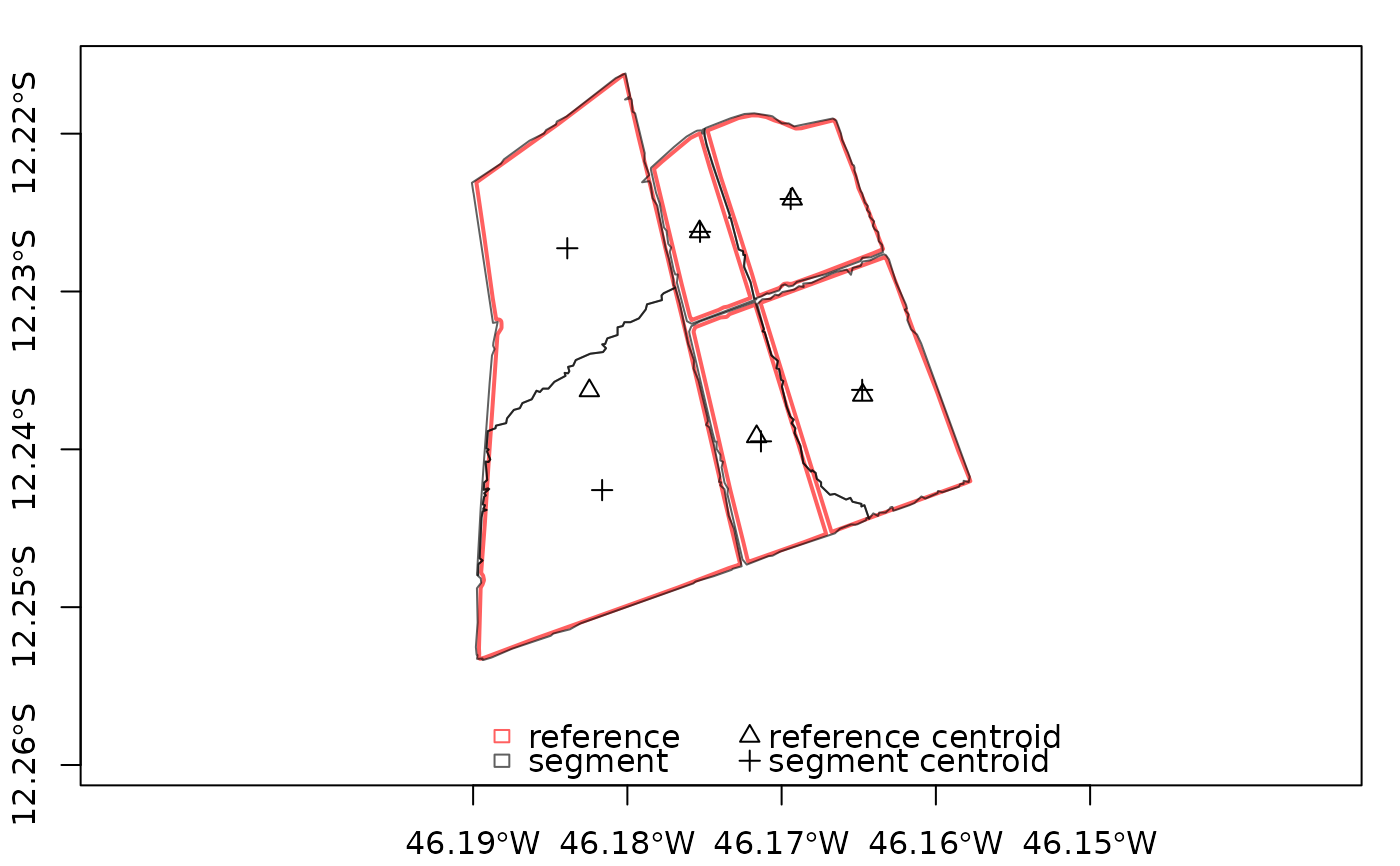 12.22°S
12.23°S
12.24°S
12.25°S
12.26°S
reference
reference centroid
segment
segment centroid
46.19°W 46.18°W 46.17°W 46.16°W 46.15°W